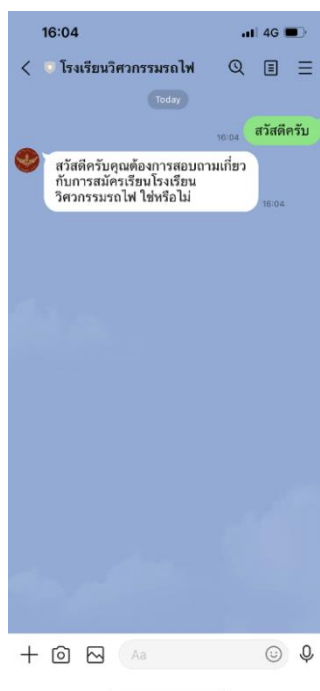 16:04
4G
โรงเรียนวิศวกรรมรถไฟ
Today
สวัสดีครับ
16:04
สวัสดีครับคุณต้องการสอบถามเกี่ยว
กับการสมัครเรียนโรงเรียน
วิศวกรรมรถไฟ ใช่หรือไม่
16:04
Aa